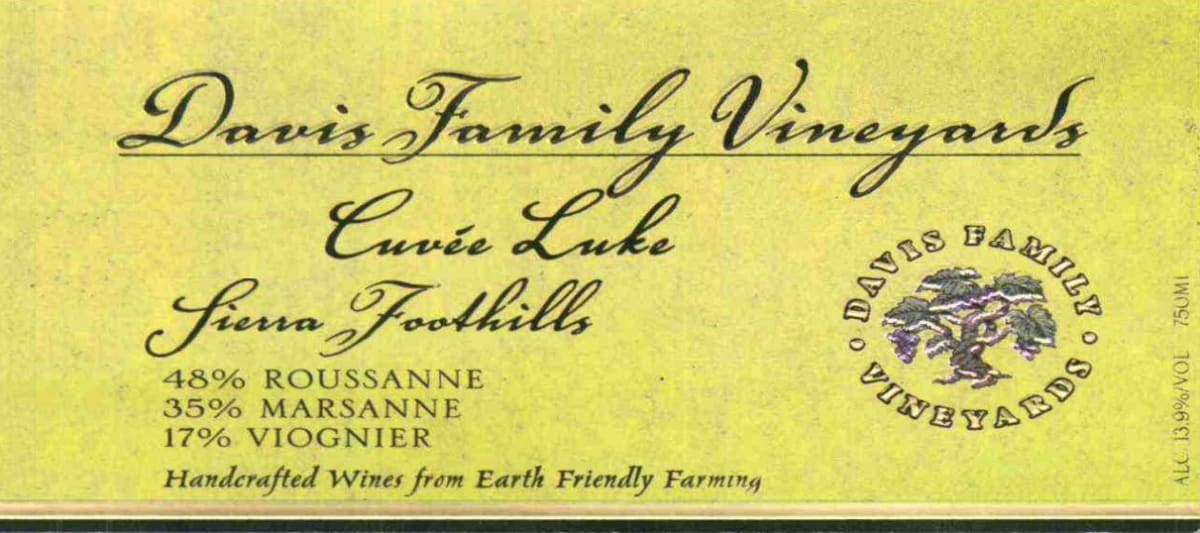 Davis Family Vineyards
Cuvée Luke
Sierra Foothills
48% ROUSSANNE
35% MARSANNE
17% VIOGNIER
Handcrafted Wines from Earth Friendly Farming
DAVIS FAMILY • VINEYARDS •
ALC. 13.9%/VOL 750Ml